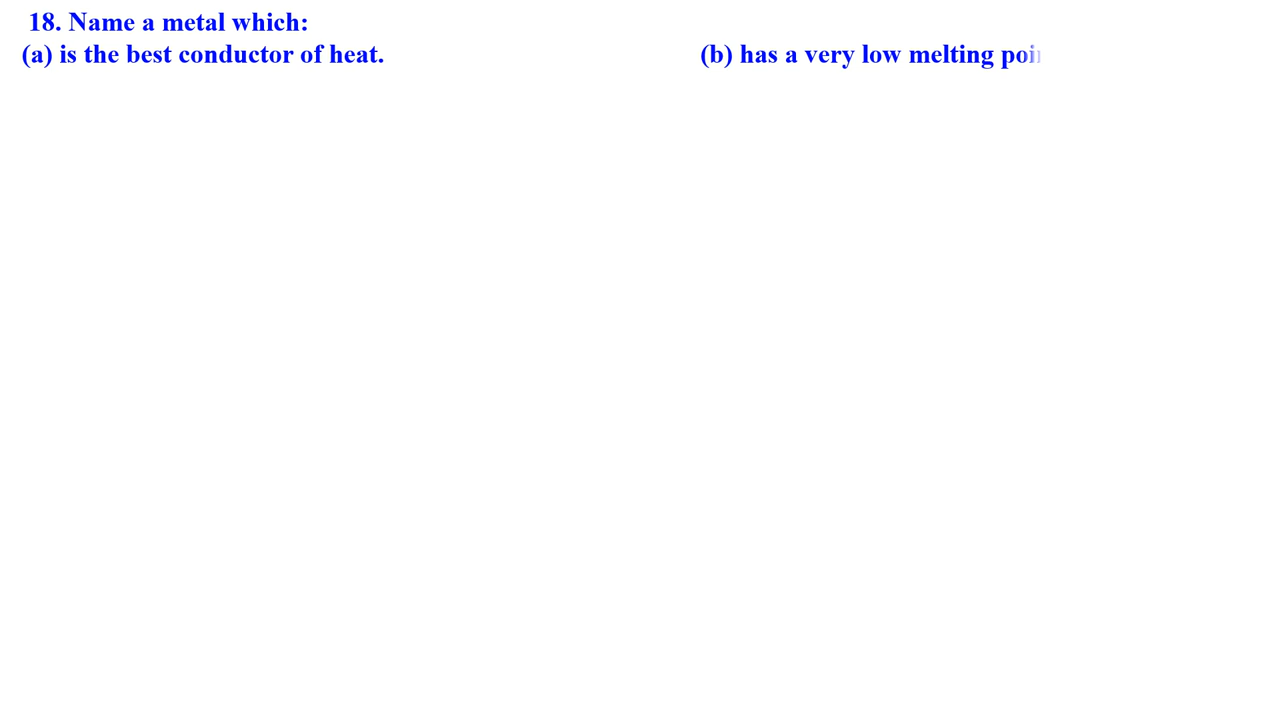 18. Name a metal which:
(a) is the best conductor of heat. (b) has a very low melting